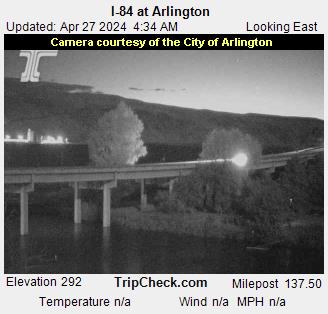 I-84 at Arlington
Updated: Apr 27 2024 4:34 AM Looking East
Camera courtesy of the City of Arlington
Elevation 292 TripCheck.com Milepost 137.50
Temperature n/a Wind n/a MPH n/a